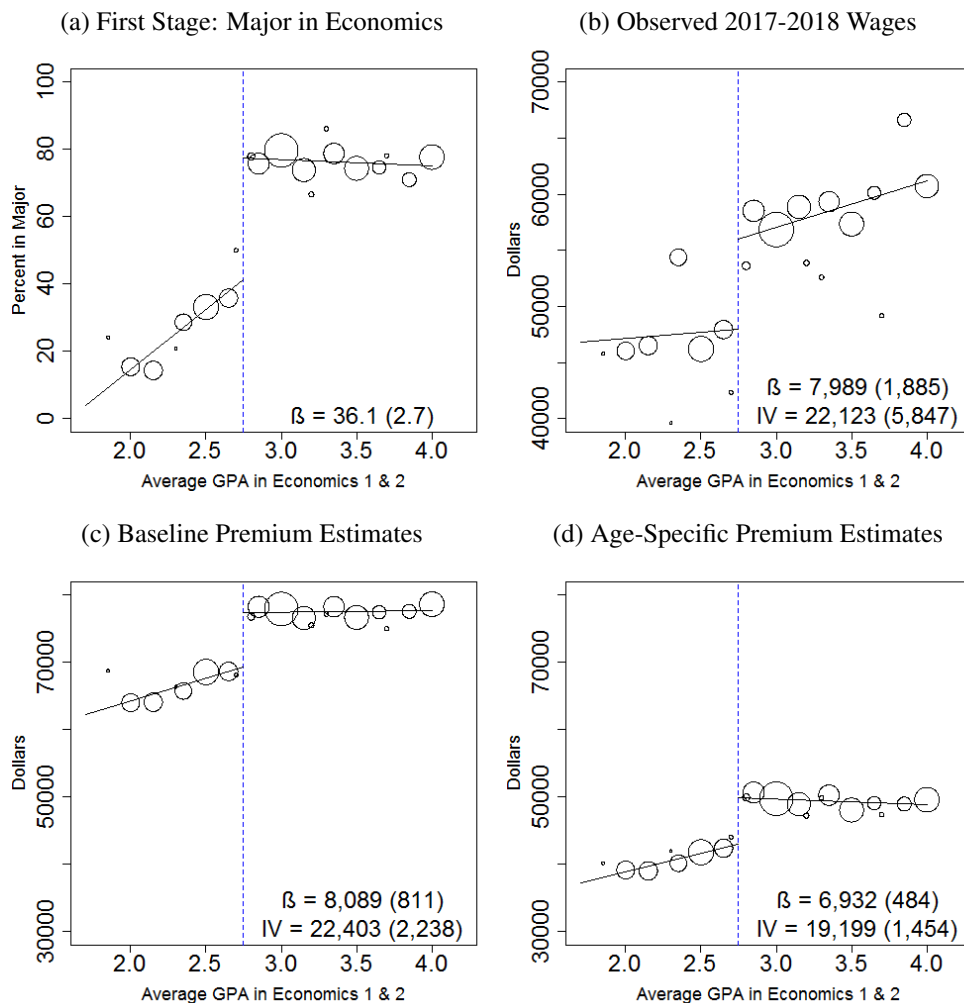 (a) First Stage: Major in Economics
Percent in Major
100
80
60
40
20
0
ß = 36.1 (2.7)
2.0 2.5 3.0 3.5 4.0
Average GPA in Economics 1 & 2
(b) Observed 2017-2018 Wages
Dollars
70000
60000
50000
40000
ß = 7,989 (1,885)
IV = 22,123 (5,847)
2.0 2.5 3.0 3.5 4.0
Average GPA in Economics 1 & 2
(c) Baseline Premium Estimates
Dollars
70000
50000
30000
ß = 8,089 (811)
IV = 22,403 (2,238)
2.0 2.5 3.0 3.5 4.0
Average GPA in Economics 1 & 2
(d) Age-Specific Premium Estimates
Dollars
70000
50000
30000
ß = 6,932 (484)
IV = 19,199 (1,454)
2.0 2.5 3.0 3.5 4.0
Average GPA in Economics 1 & 2